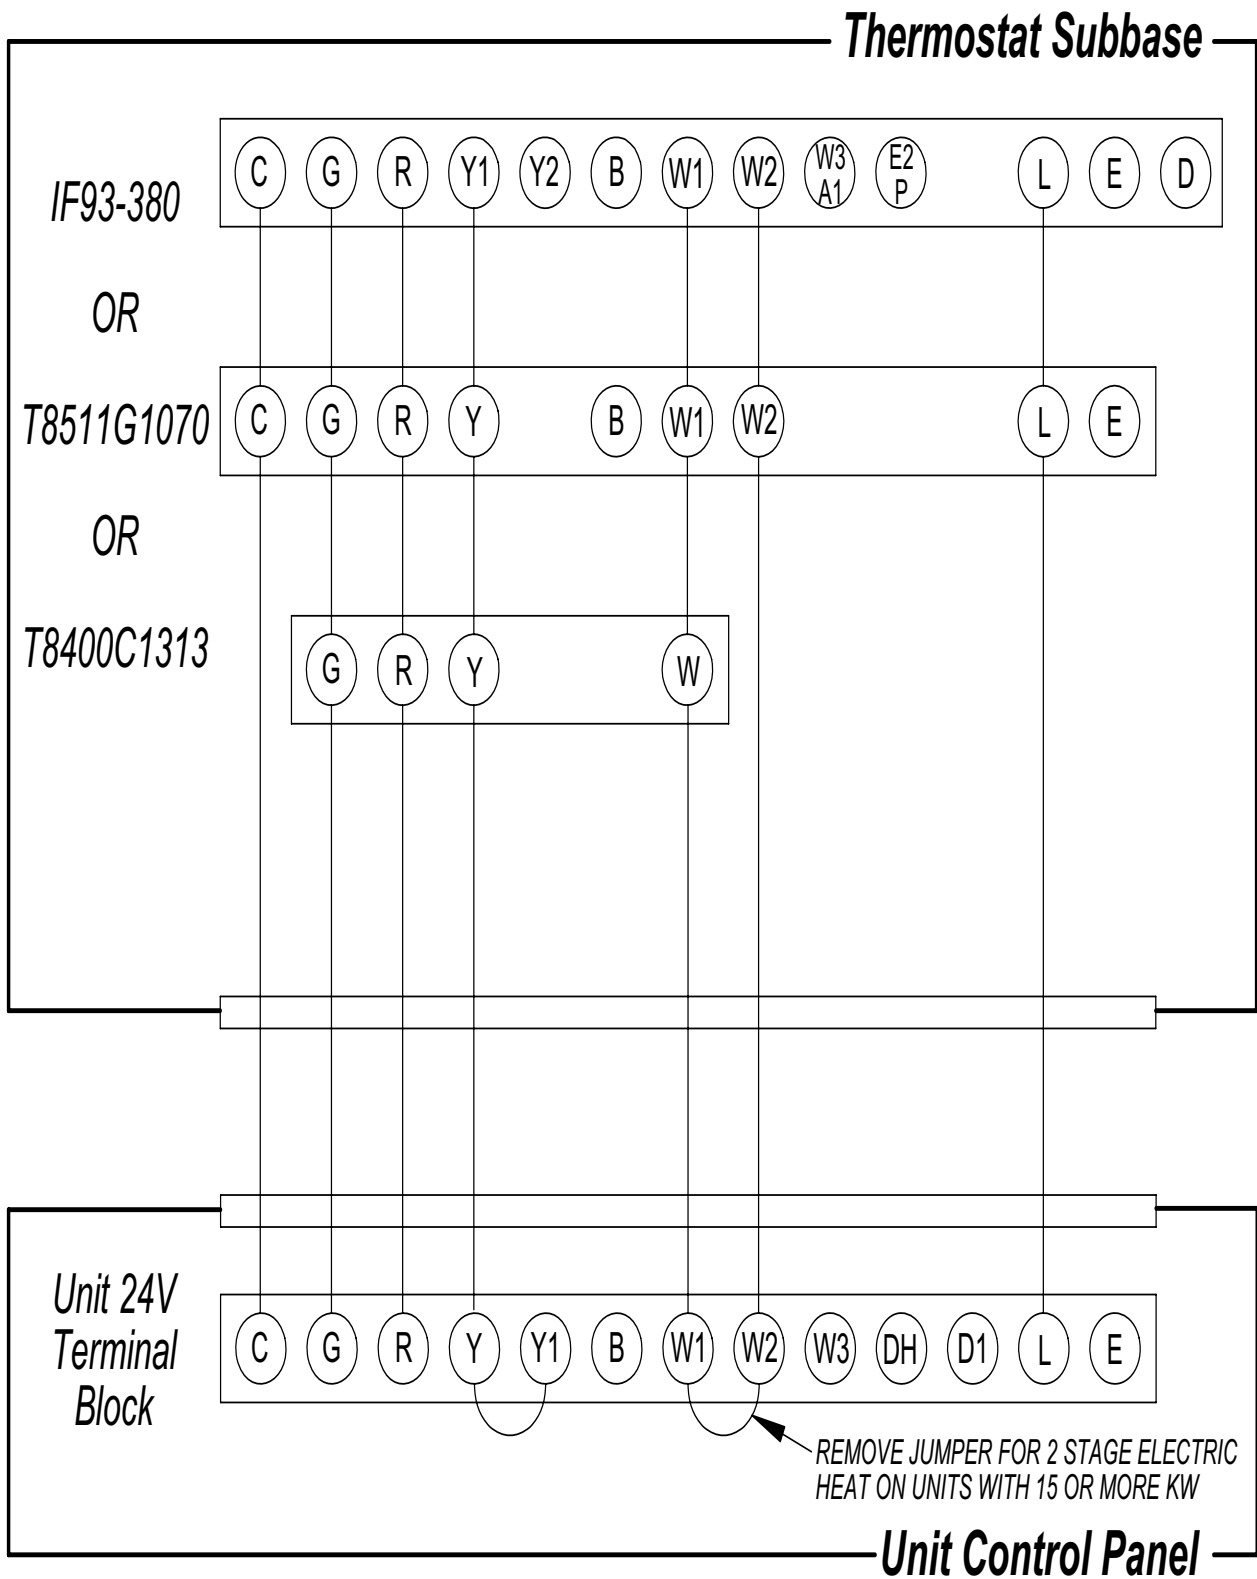 Thermostat Subbase
IF93-380
C G R Y1 Y2 B W1 W2 W3 A1 E2 P L E D
OR
T8511G1070
C G R Y B W1 W2 L E
OR
T8400C1313
G R Y W
Unit 24V
Terminal
Block
C G R Y Y1 B W1 W2 W3 DH D1 L E
REMOVE JUMPER FOR 2 STAGE ELECTRIC
HEAT ON UNITS WITH 15 OR MORE KW
Unit Control Panel